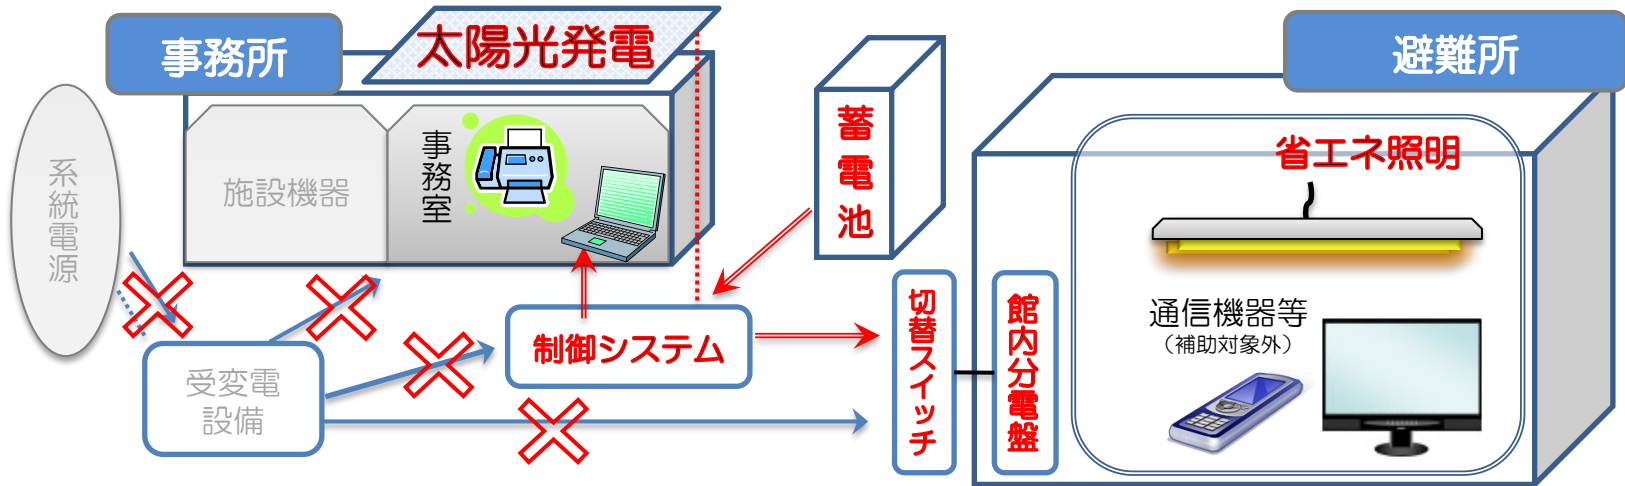 事務所
太陽光発電
避難所
系統電源
施設機器
事務室
蓄電池
省エネ照明
受変電
設備
制御システム
切替スイッチ
館内分電盤
通信機器等
（補助対象外）